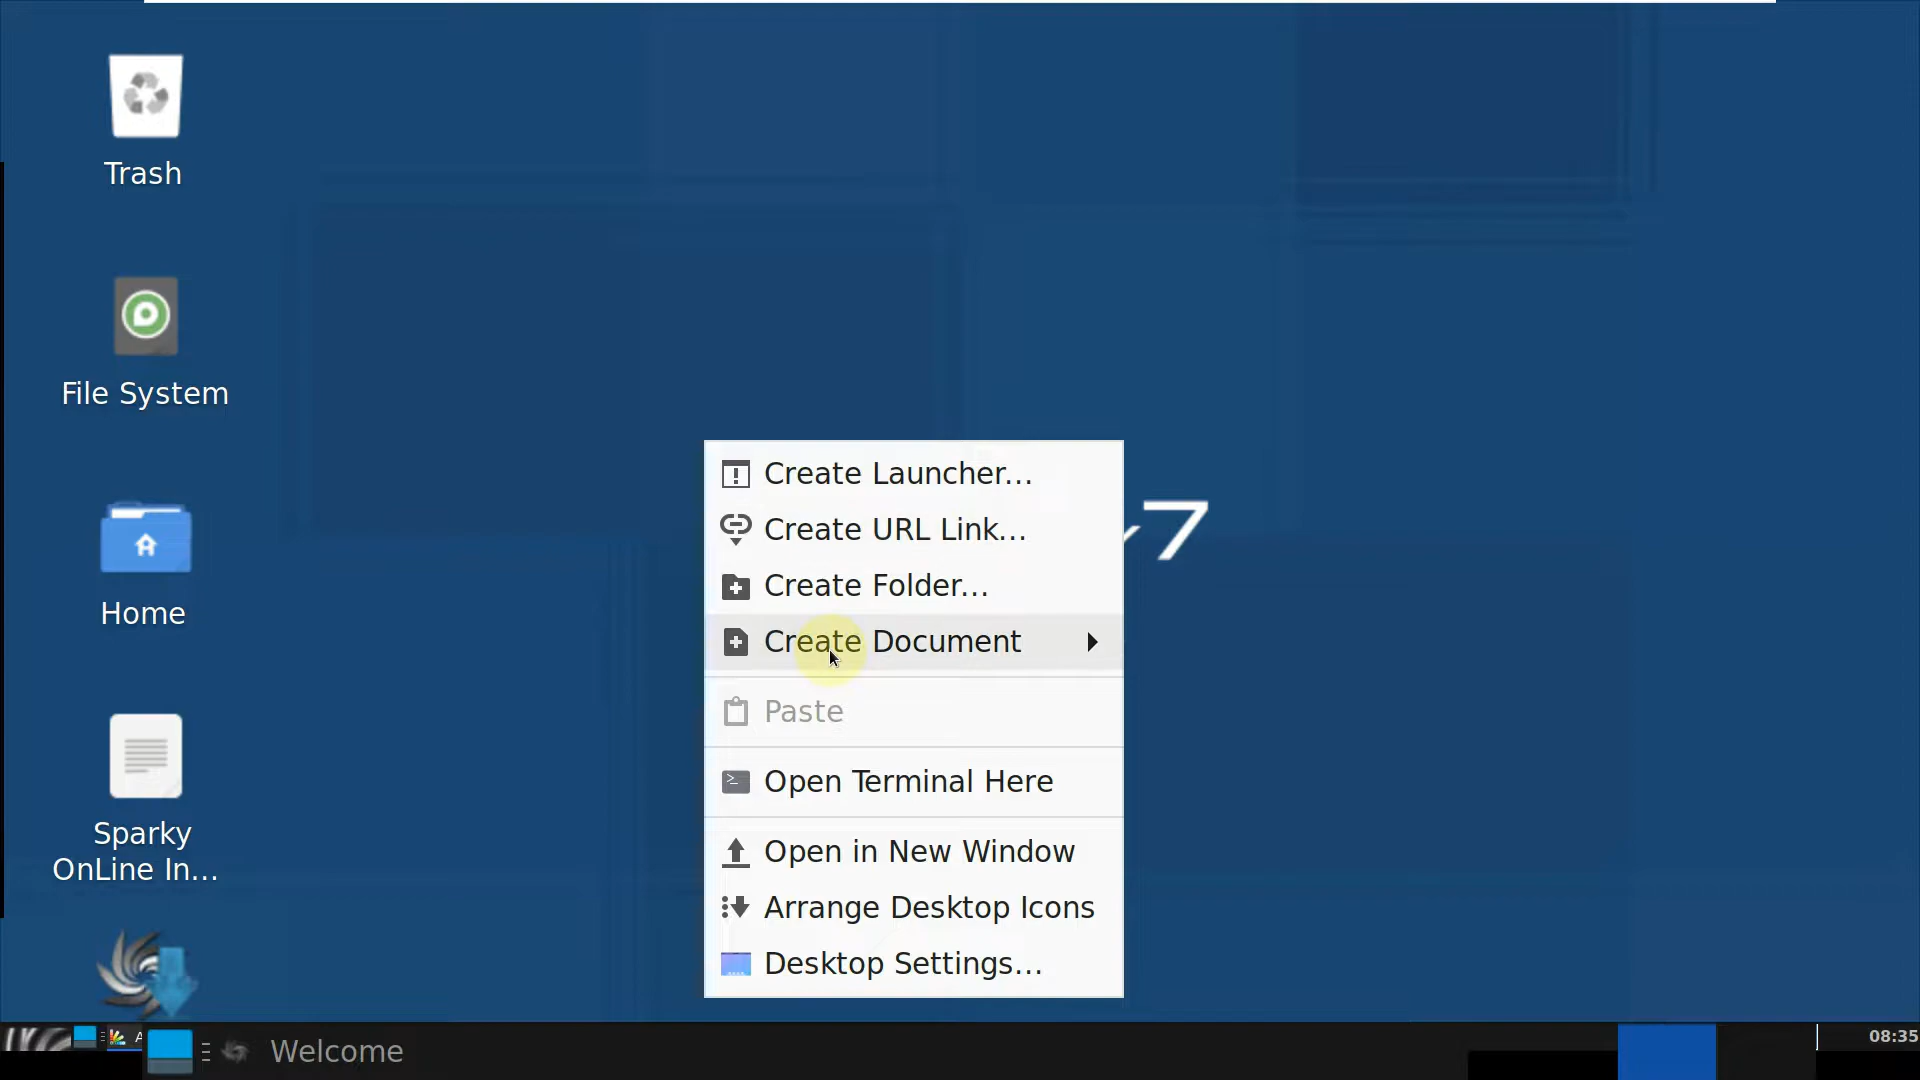 Trash
File System
Home
Sparky
OnLine In...
Create Launcher...
Create URL Link...
Create Folder...
Create Document
Paste
Open Terminal Here
Open in New Window
Arrange Desktop Icons
Desktop Settings...
7
A
Welcome
08:35